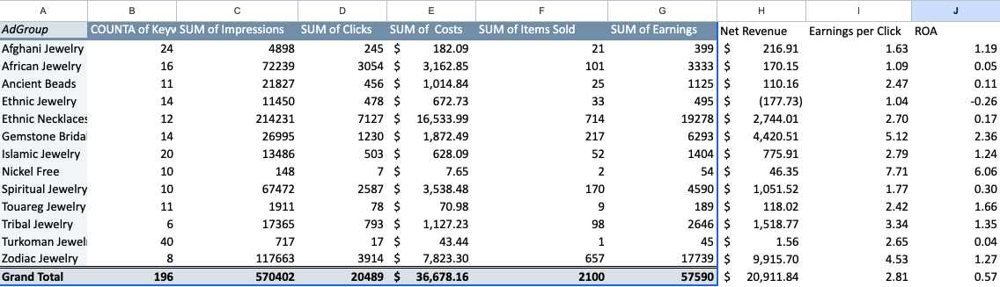 A B C D E F G H I J
AdGroup COUNTA of Keyw SUM of Impressions SUM of Clicks SUM of Costs SUM of Items Sold SUM of Earnings Net Revenue Earnings per Click ROA
Afghani Jewelry 24 4898 245 $ 182.09 21 399 $ 216.91 1.63 1.19
African Jewelry 16 72239 3054 $ 3,162.85 101 3333 $ 170.15 1.09 0.05
Ancient Beads 11 21827 456 $ 1,014.84 25 1125 $ 110.16 2.47 0.11
Ethnic Jewelry 14 11450 478 $ 672.73 33 495 $ (177.73) 1.04 -0.26
Ethnic Necklaces 12 214231 7127 $ 16,533.99 714 19278 $ 2,744.01 2.70 0.17
Gemstone Bridal 14 26995 1230 $ 1,872.49 217 6293 $ 4,420.51 5.12 2.36
Islamic Jewelry 20 13486 503 $ 628.09 52 1404 $ 775.91 2.79 1.24
Nickel Free 10 148 7 $ 7.65 2 54 $ 46.35 7.71 6.06
Spiritual Jewelry 10 67472 2587 $ 3,538.48 170 4590 $ 1,051.52 1.77 0.30
Touareg Jewelry 11 1911 78 $ 70.98 9 189 $ 118.02 2.42 1.66
Tribal Jewelry 6 17365 793 $ 1,127.23 98 2646 $ 1,518.77 3.34 1.35
Turkoman Jewel 40 717 17 $ 43.44 1 45 $ 1.56 2.65 0.04
Zodiac Jewelry 8 117663 3914 $ 7,823.30 657 17739 $ 9,915.70 4.53 1.27
Grand Total 196 570402 20489 $ 36,678.16 2100 57590 $ 20,911.84 2.81 0.57